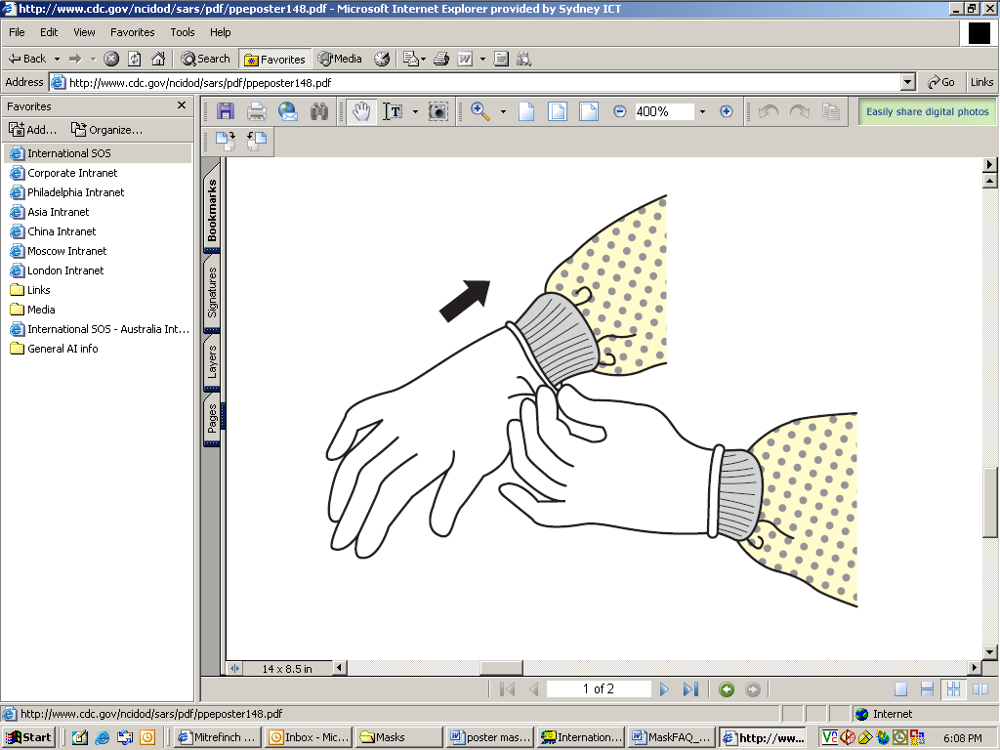 http://www.cdc.gov/ncidod/sars/pdf/ppeposter148.pdf - Microsoft Internet Explorer provided by Sydney ICT
File Edit View Favorites Tools Help
Back Search Favorites Media W
Address http://www.cdc.gov/ncidod/sars/pdf/ppeposter148.pdf Go Links
Favorites
Add... Organize...
International SOS
Corporate Intranet
Philadelphia Intranet
Asia Intranet
China Intranet
Moscow Intranet
London Intranet
Links
Media
International SOS - Australia Int...
General AI info
T 400% Easily share digital photos
Bookmarks
Signatures
Layers
Pages
14 x 8.5 in
1 of 2
http://www.cdc.gov/ncidod/sars/pdf/ppeposter148.pdf Internet
Start Mitrefinch ... Inbox - Mic... Masks poster mas... Internation... MaskFAQ_... http://ww... 6:08 PM